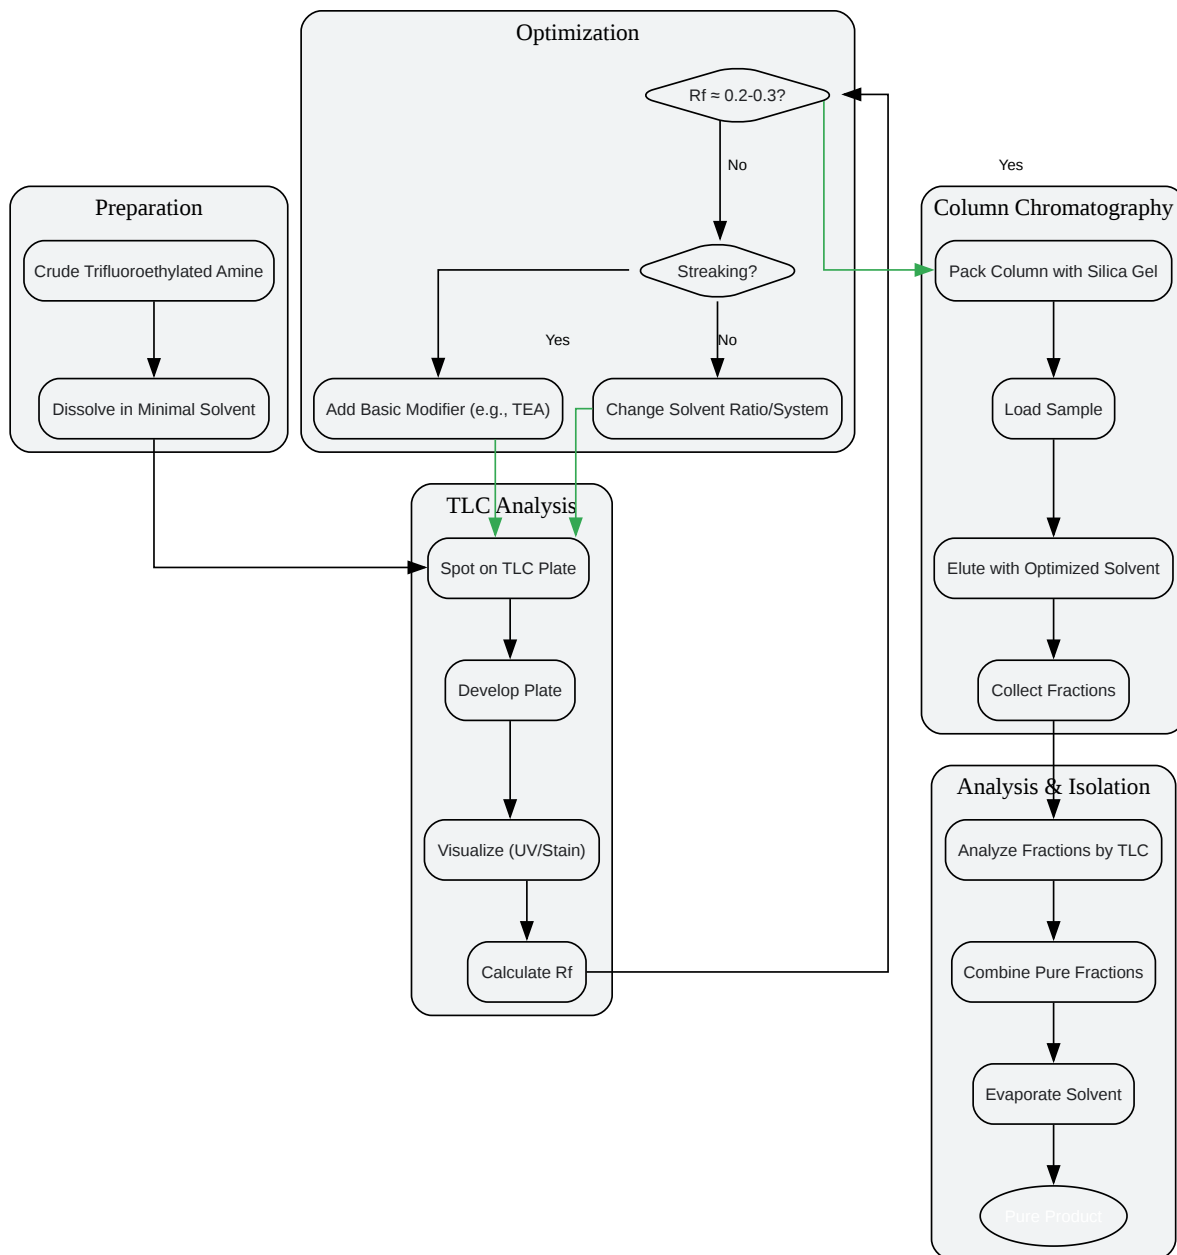 Optimization
Rf ≈ 0.2-0.3?
No
Yes
Streaking?
Yes
No
Add Basic Modifier (e.g., TEA)
Change Solvent Ratio/System
Preparation
Crude Trifluoroethylated Amine
Dissolve in Minimal Solvent
TLC Analysis
Spot on TLC Plate
Develop Plate
Visualize (UV/Stain)
Calculate Rf
Column Chromatography
Pack Column with Silica Gel
Load Sample
Elute with Optimized Solvent
Collect Fractions
Analysis & Isolation
Analyze Fractions by TLC
Combine Pure Fractions
Evaporate Solvent
Pure Product